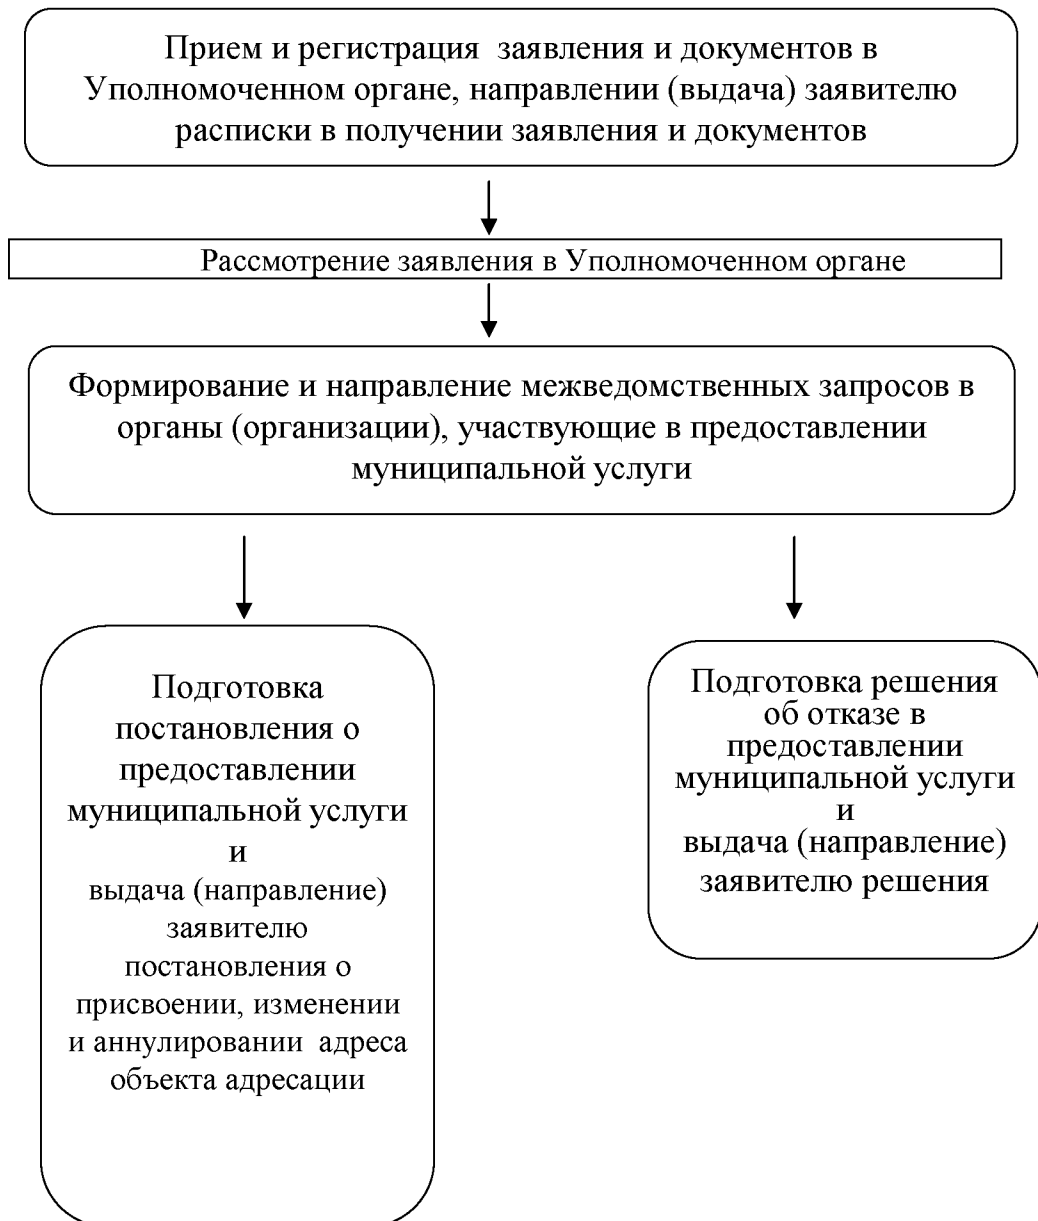 Прием и регистрация  заявления и документов в
Уполномоченном органе, направлении (выдача) заявителю
расписки в получении заявления и документов
Рассмотрение заявления в Уполномоченном органе
Формирование и направление межведомственных запросов в
органы (организации), участвующие в предоставлении
муниципальной услуги
Подготовка
постановления о
предоставлении
муниципальной услуги
и
выдача (направление)
заявителю
постановления о
присвоении, изменении
и аннулировании  адреса
объекта адресации
Подготовка решения
об отказе в
предоставлении
муниципальной услуги
и
выдача (направление)
заявителю решения